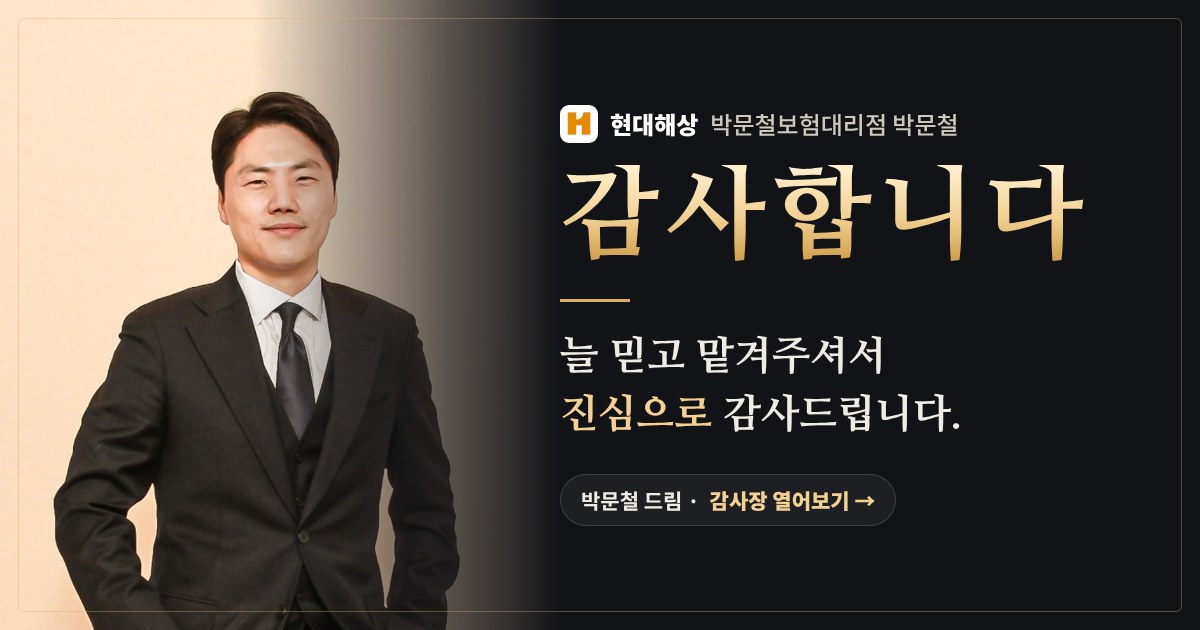 현대해상 박문철보험대리점 박문철
감사합니다
늘 믿고 맡겨주셔서
진심으로 감사드립니다.
박문철 드림 · 감사장 열어보기 →